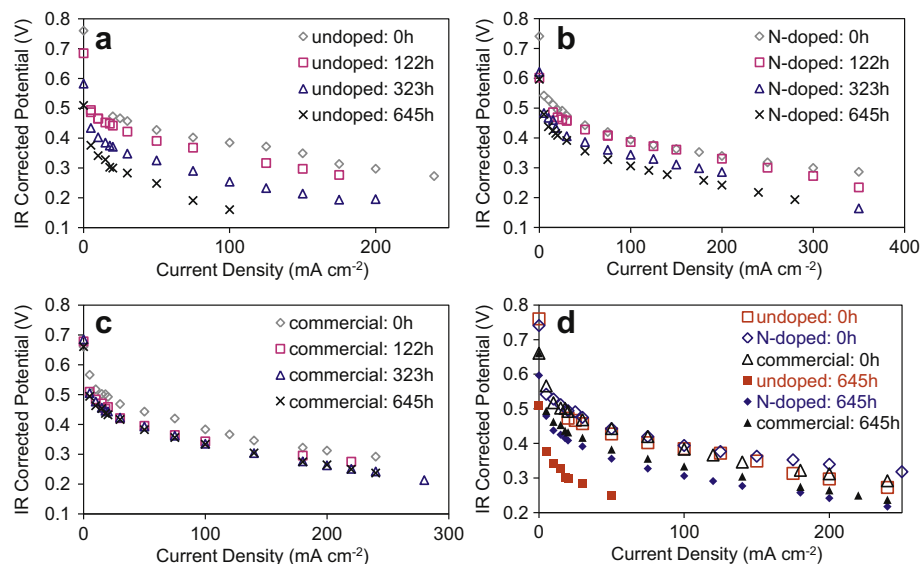 a
undoped: 0h
undoped: 122h
undoped: 323h
undoped: 645h
IR Corrected Potential (V)
0.8
0.7
0.6
0.5
0.4
0.3
0.2
0.1
0 100 200
Current Density (mA cm-2)
b
N-doped: 0h
N-doped: 122h
N-doped: 323h
N-doped: 645h
IR Corrected Potential (V)
0.8
0.7
0.6
0.5
0.4
0.3
0.2
0.1
0 100 200 300 400
Current Density (mA cm-2)
c
commercial: 0h
commercial: 122h
commercial: 323h
commercial: 645h
IR Corrected Potential (V)
0.8
0.7
0.6
0.5
0.4
0.3
0.2
0.1
0 100 200 300
Current Density (mA cm-2)
d
undoped: 0h
N-doped: 0h
commercial: 0h
undoped: 645h
N-doped: 645h
commercial: 645h
IR Corrected Potential (V)
0.8
0.7
0.6
0.5
0.4
0.3
0.2
0 100 200
Current Density (mA cm-2)